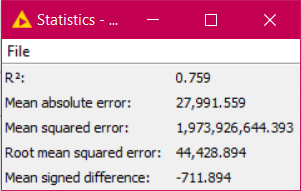 Statistics - ...
File
R²: 0.759
Mean absolute error: 27,991.559
Mean squared error: 1,973,926,644.393
Root mean squared error: 44,428.894
Mean signed difference: -711.894